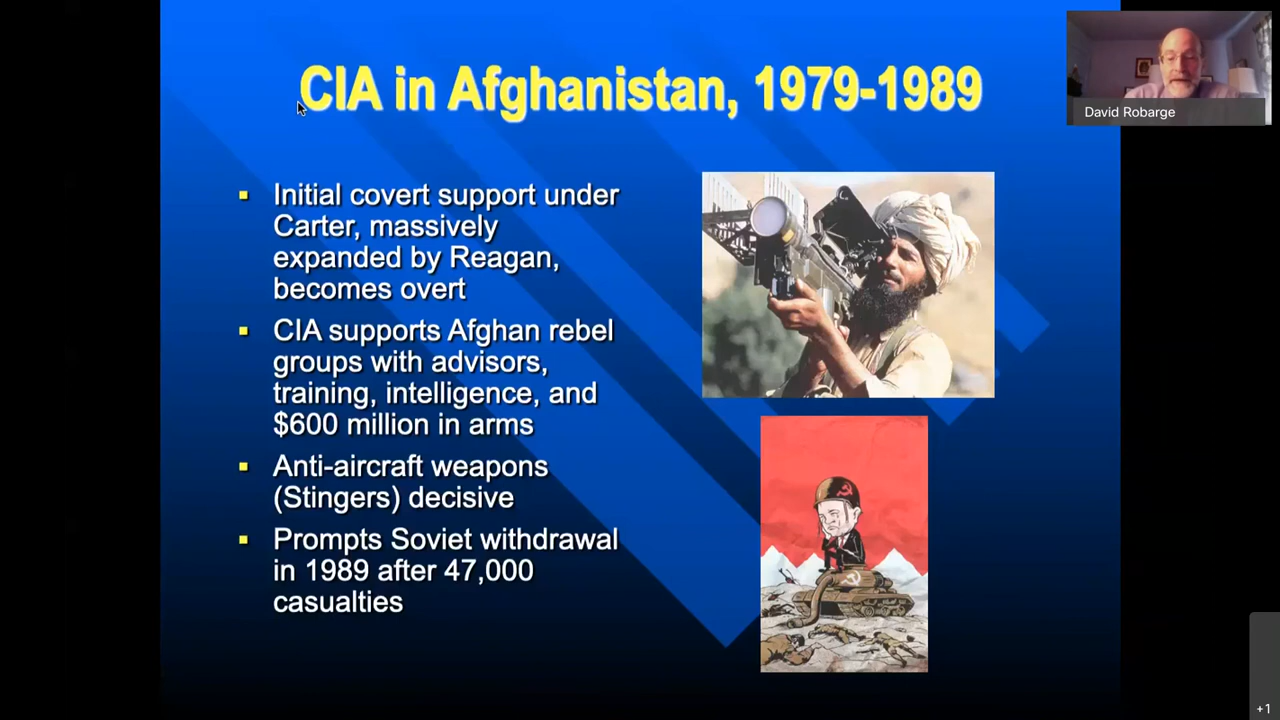 CIA in Afghanistan, 1979-1989
David Robarge
▪ Initial covert support under
Carter, massively
expanded by Reagan,
becomes overt
▪ CIA supports Afghan rebel
groups with advisors,
training, intelligence, and
$600 million in arms
▪ Anti-aircraft weapons
(Stingers) decisive
▪ Prompts Soviet withdrawal
in 1989 after 47,000
casualties
+1